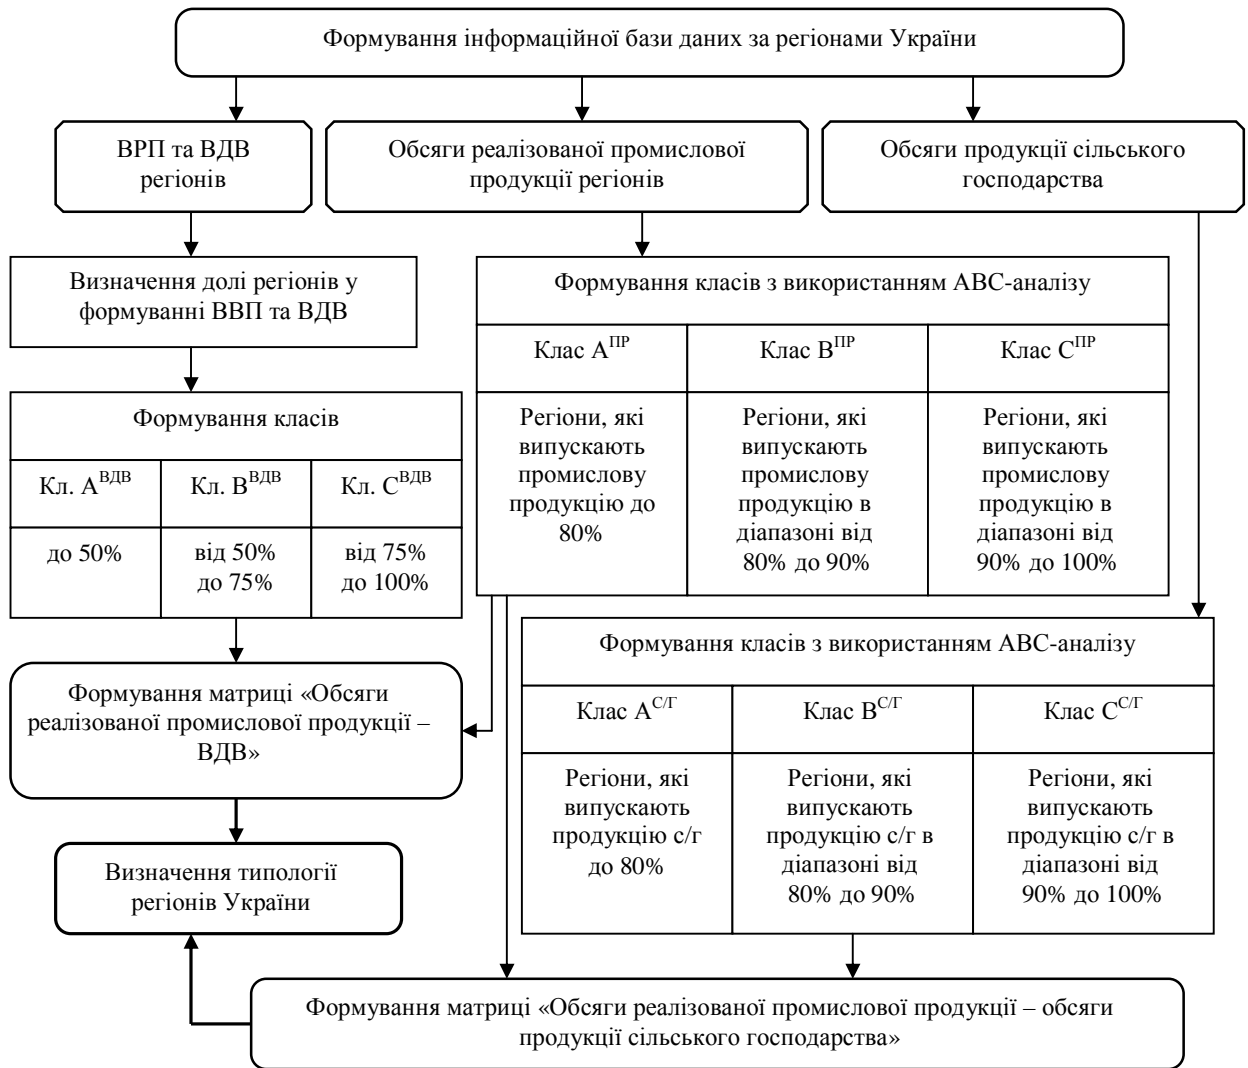 Формування інформаційної бази даних за регіонами України
ВРП та ВДВ
регіонів
Обсяги реалізованої промислової
продукції регіонів
Обсяги продукції сільського
господарства
Визначення долі регіонів у
формуванні ВВП та ВДВ
Формування класів з використанням АВС-аналізу
Клас А^ПР
Клас В^ПР
Клас С^ПР
Регіони, які
випускають
промислову
продукцію до
80%
Регіони, які
випускають
промислову
продукцію в
діапазоні від
80% до 90%
Регіони, які
випускають
промислову
продукцію в
діапазоні від
90% до 100%
Формування класів
Кл. А^ВДВ
Кл. В^ВДВ
Кл. С^ВДВ
до 50%
від 50%
до 75%
від 75%
до 100%
Формування класів з використанням АВС-аналізу
Клас А^С/Г
Клас В^С/Г
Клас С^С/Г
Регіони, які
випускають
продукцію с/г
до 80%
Регіони, які
випускають
продукцію с/г в
діапазоні від
80% до 90%
Регіони, які
випускають
продукцію с/г в
діапазоні від
90% до 100%
Формування матриці «Обсяги
реалізованої промислової продукції –
ВДВ»
Визначення типології
регіонів України
Формування матриці «Обсяги реалізованої промислової продукції – обсяги
продукції сільського господарства»